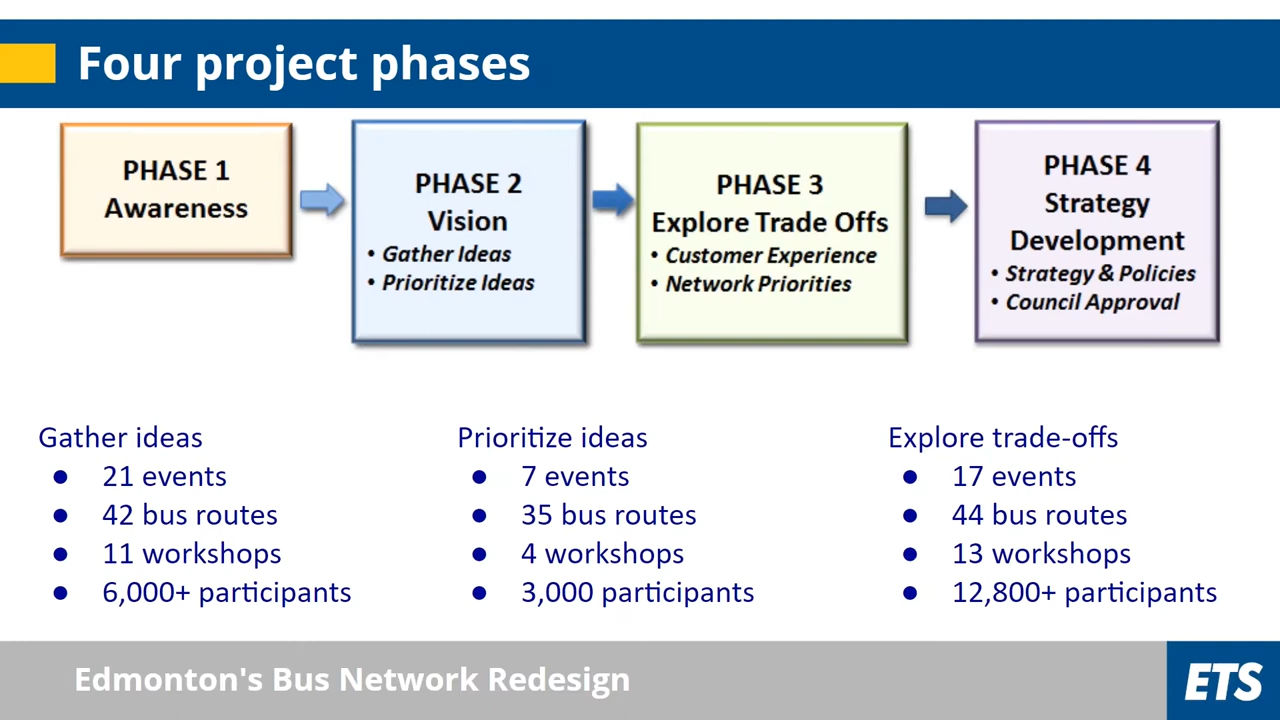 Four project phases
PHASE 1
Awareness
PHASE 2
Vision
• Gather Ideas
• Prioritize Ideas
PHASE 3
Explore Trade Offs
• Customer Experience
• Network Priorities
PHASE 4
Strategy
Development
• Strategy & Policies
• Council Approval
Gather ideas
● 21 events
● 42 bus routes
● 11 workshops
● 6,000+ participants
Prioritize ideas
● 7 events
● 35 bus routes
● 4 workshops
● 3,000 participants
Explore trade-offs
● 17 events
● 44 bus routes
● 13 workshops
● 12,800+ participants
Edmonton's Bus Network Redesign
ETS